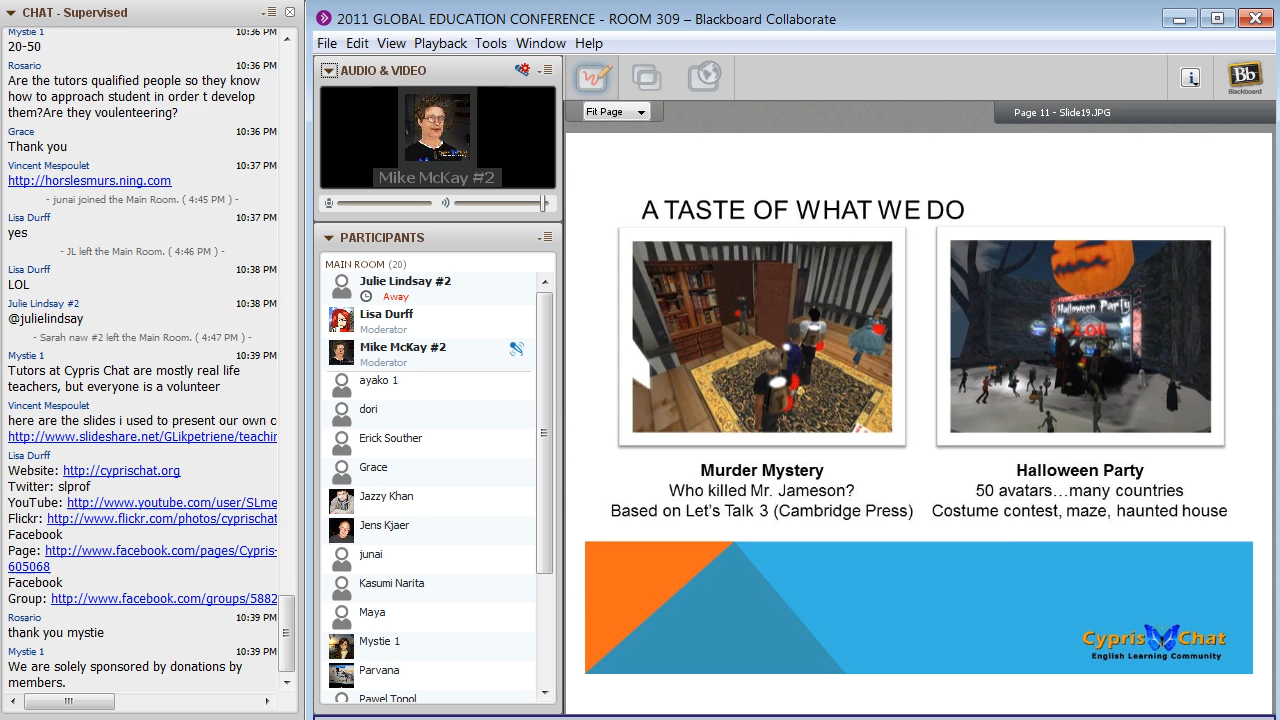 CHAT - Supervised
Mystie 1 10:36 PM
20-50
Rosario 10:36 PM
Are the tutors qualified people so they know
how to approach student in order t develop
them?Are they voulenteering?
Grace 10:36 PM
Thank you
Vincent Mespoulet 10:37 PM
http://horslesmurs.ning.com
- junai joined the Main Room. ( 4:45 PM ) -
Lisa Durff 10:37 PM
yes
- JL left the Main Room. ( 4:46 PM ) -
Lisa Durff 10:38 PM
LOL
Julie Lindsay #2 10:38 PM
@julielindsay
- Sarah naw #2 left the Main Room. ( 4:47 PM ) -
Mystie 1 10:39 PM
Tutors at Cypris Chat are mostly real life
teachers, but everyone is a volunteer
Vincent Mespoulet 10:39 PM
here are the slides i used to present our own c
http://www.slideshare.net/GLikpetriene/teachin
Lisa Durff 10:39 PM
Website: http://cyprischat.org
Twitter: slprof
YouTube: http://www.youtube.com/user/SLme
Flickr: http://www.flickr.com/photos/cyprischat
Facebook
Page: http://www.facebook.com/pages/Cypris-
605068
Facebook
Group: http://www.facebook.com/groups/5882
Rosario 10:39 PM
thank you mystie
Mystie 1 10:39 PM
We are solely sponsored by donations by
members.
2011 GLOBAL EDUCATION CONFERENCE - ROOM 309 – Blackboard Collaborate
File Edit View Playback Tools Window Help
AUDIO & VIDEO
Mike McKay #2
PARTICIPANTS
MAIN ROOM (20)
Julie Lindsay #2
Away
Lisa Durff
Moderator
Mike McKay #2
Moderator
ayako 1
dori
Erick Souther
Grace
Jazzy Khan
Jens Kjaer
junai
Kasumi Narita
Maya
Mystie 1
Parvana
Pawel Topol
Bb
Blackboard
Fit Page
Page 11 - Slide19.JPG
A TASTE OF WHAT WE DO
Halloween Party
2011
Murder Mystery
Who killed Mr. Jameson?
Based on Let's Talk 3 (Cambridge Press)
Halloween Party
50 avatars…many countries
Costume contest, maze, haunted house
Cypris Chat
English Learning Community